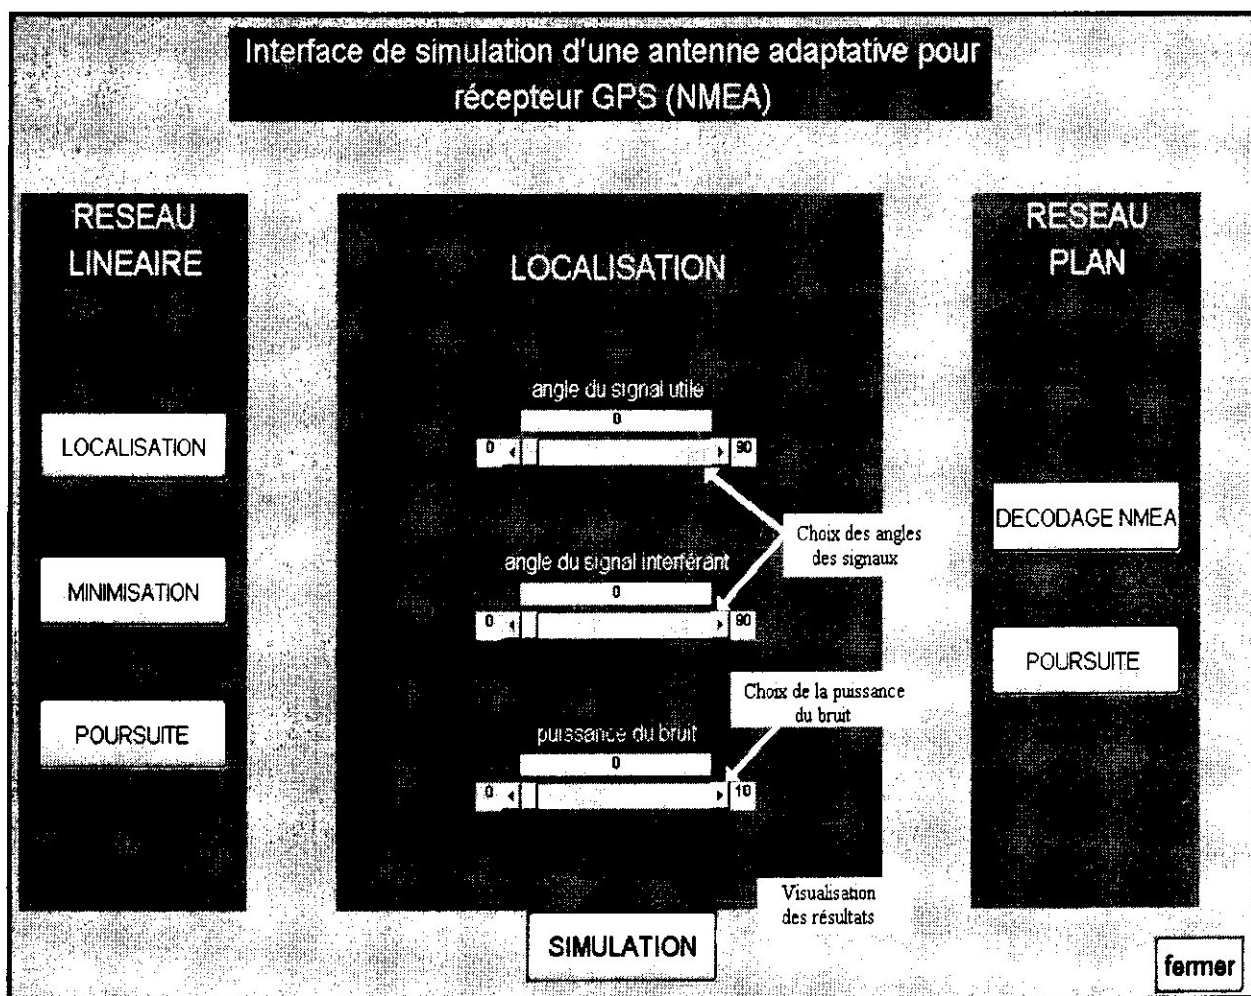 Interface de simulation d'une antenne adaptative pour
récepteur GPS (NMEA)
RESEAU
LINEAIRE
LOCALISATION
MINIMISATION
POURSUITE
LOCALISATION
angle du signal utile
0
0
90
Choix des angles
des signaux
angle du signal interférant
0
0
90
Choix de la puissance
du bruit
puissance du bruit
0
0
10
Visualisation
des résultats
SIMULATION
RESEAU
PLAN
DECODAGE NMEA
POURSUITE
fermer